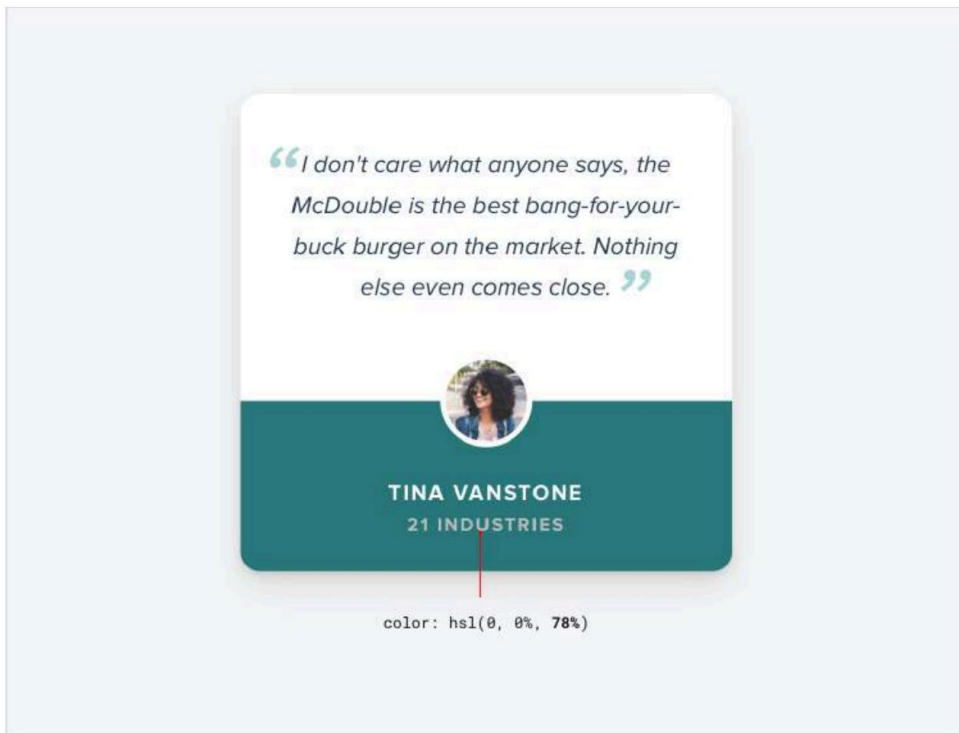 “I don't care what anyone says, the
McDouble is the best bang-for-your-
buck burger on the market. Nothing
else even comes close. ”
TINA VANSTONE
21 INDUSTRIES
color: hsl(0, 0%, 78%)